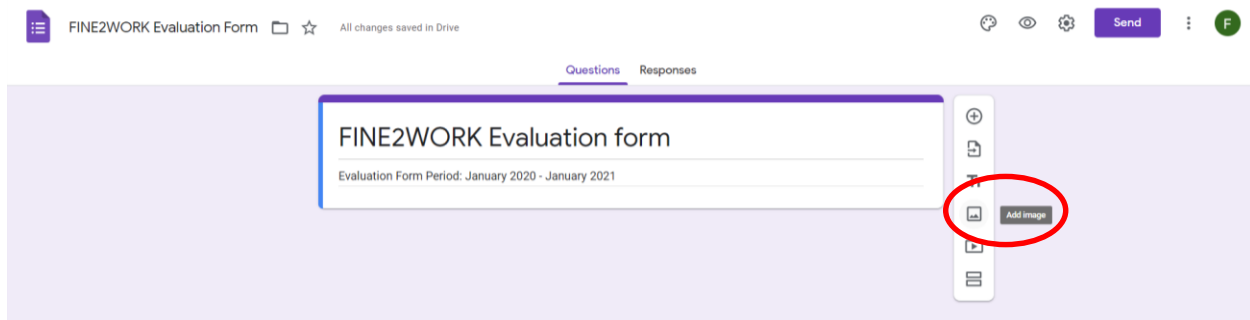 FINE2WORK Evaluation Form All changes saved in Drive Send F
Questions Responses
FINE2WORK Evaluation form
Evaluation Form Period: January 2020 - January 2021
Tт
Add image